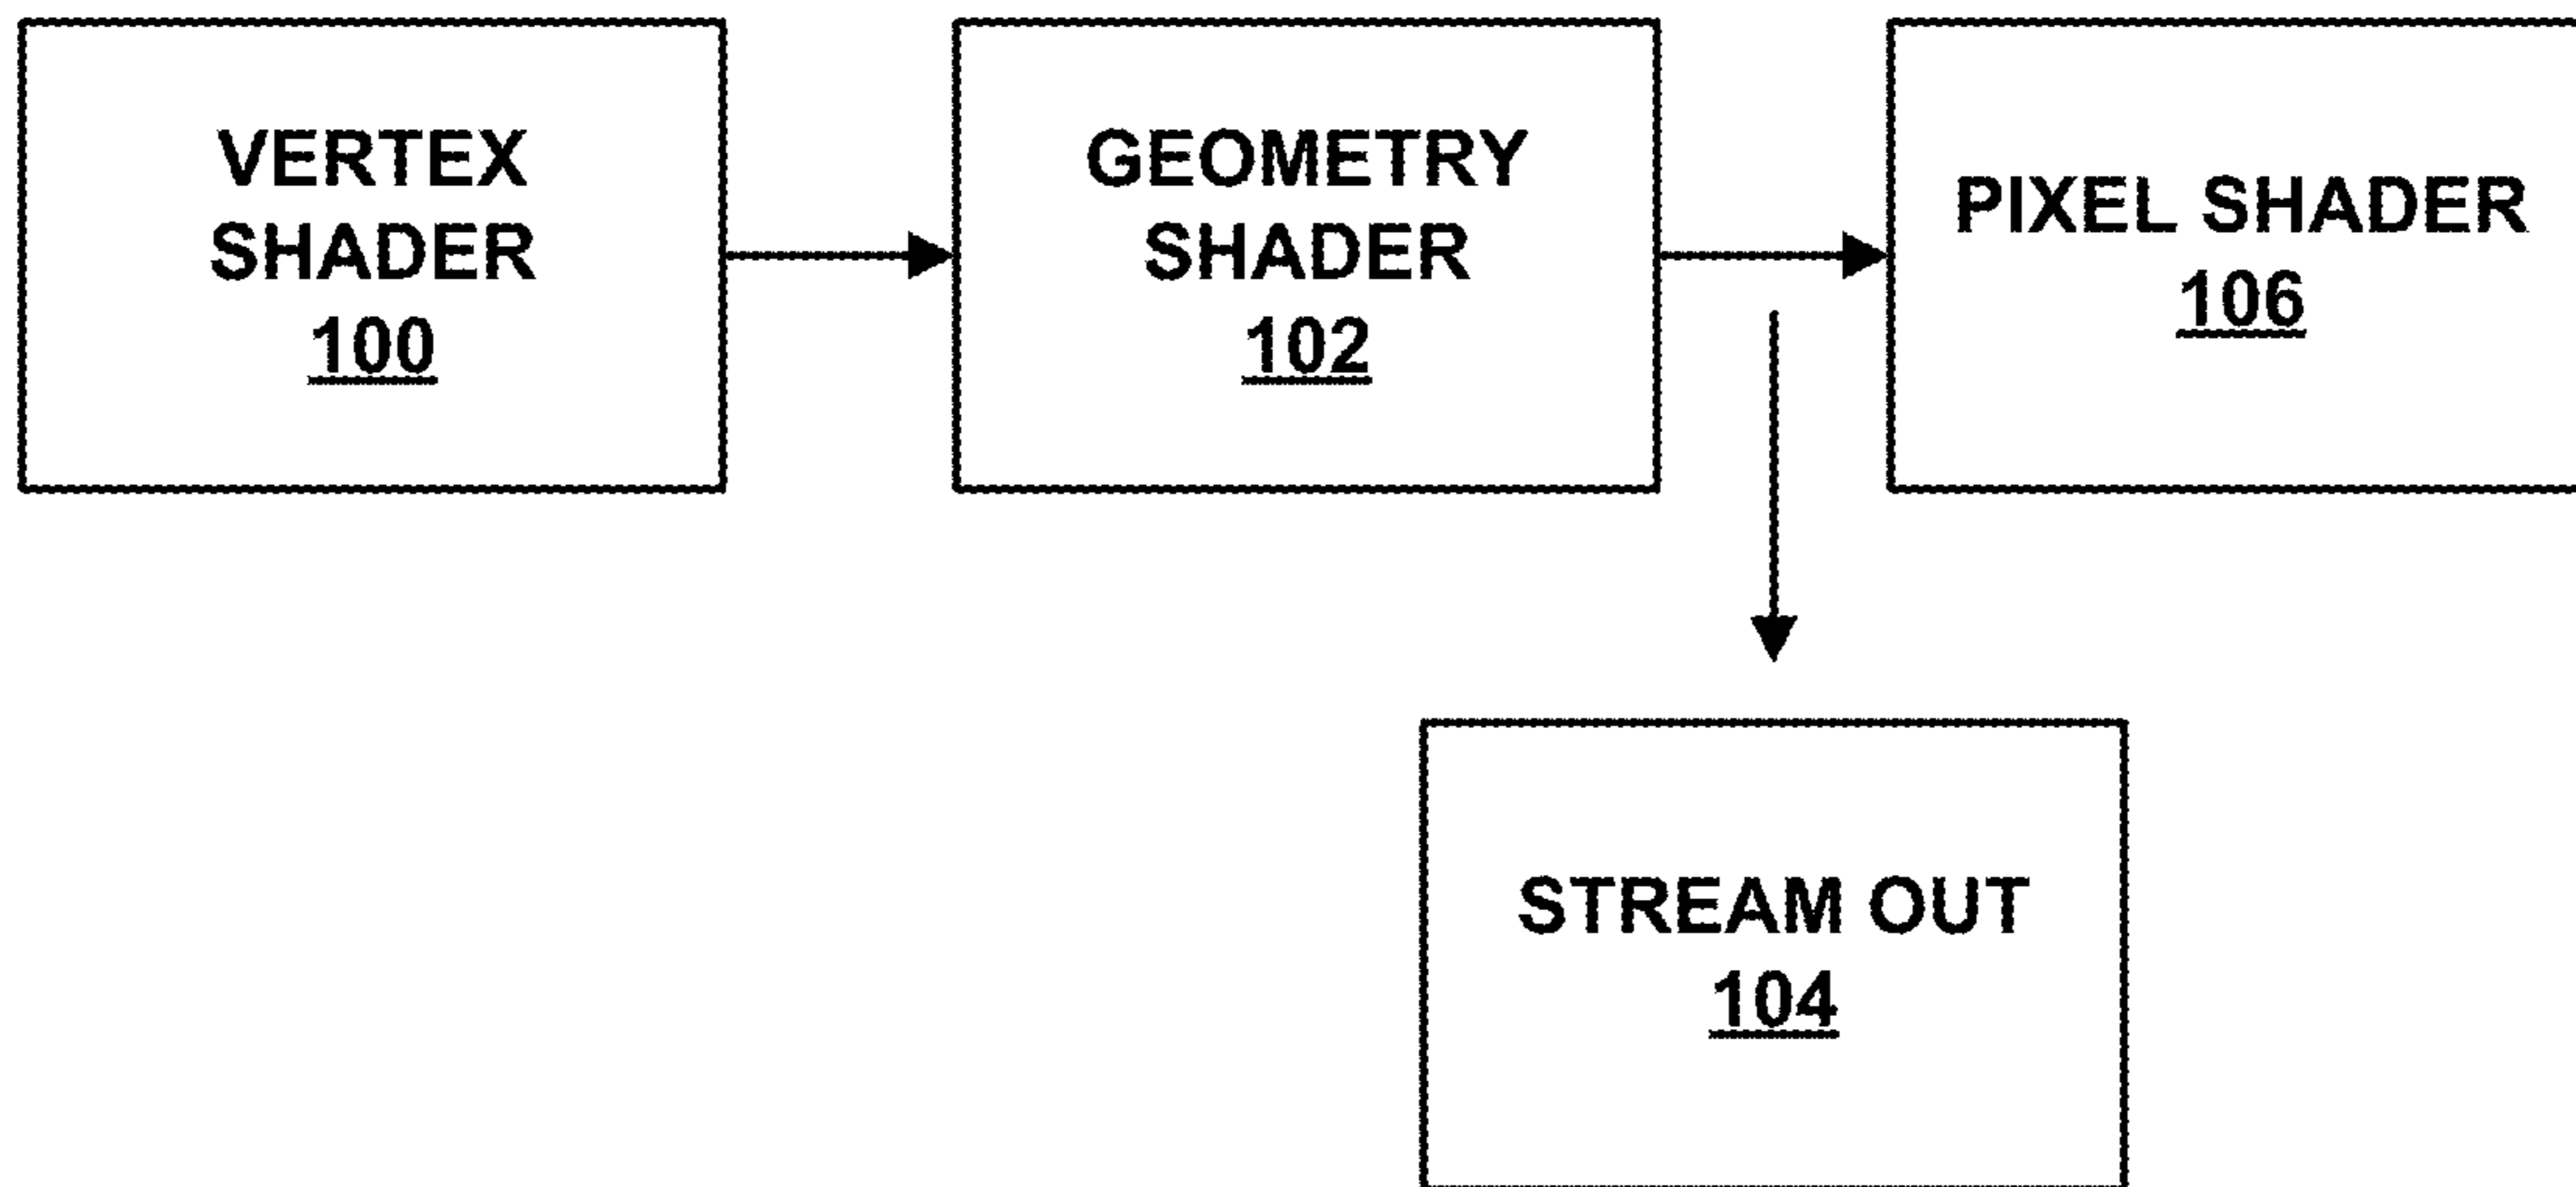 VERTEX
SHADER
100
GEOMETRY
SHADER
102
PIXEL SHADER
106
STREAM OUT
104